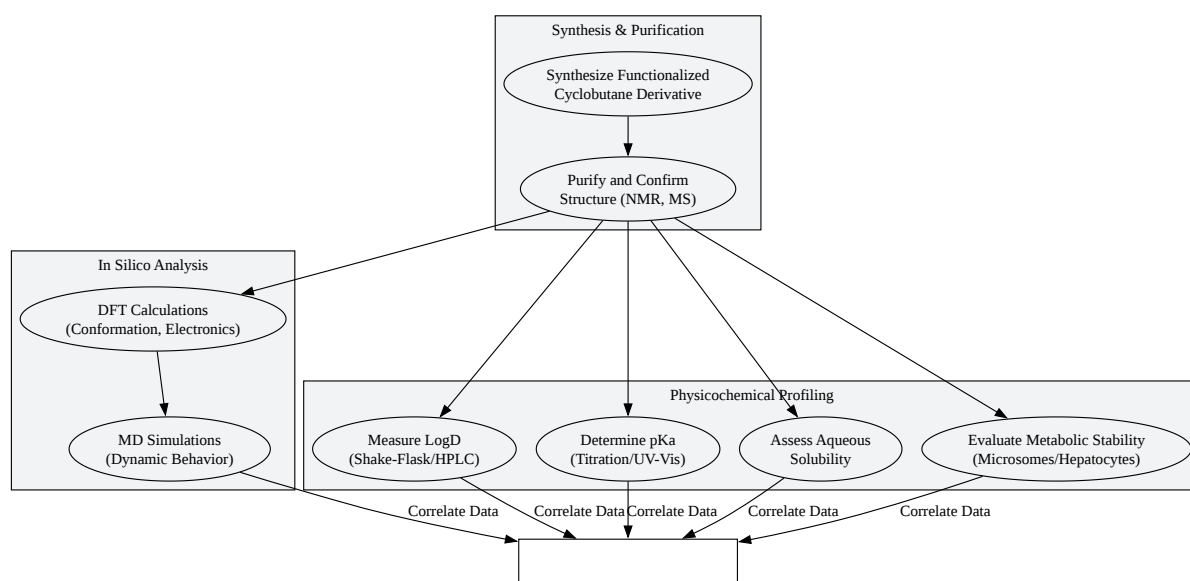 Synthesis & Purification
Synthesize Functionalized
Cyclobutane Derivative
Purify and Confirm
Structure (NMR, MS)
In Silico Analysis
DFT Calculations
(Conformation, Electronics)
MD Simulations
(Dynamic Behavior)
Physicochemical Profiling
Measure LogD
(Shake-Flask/HPLC)
Determine pKa
(Titration/UV-Vis)
Assess Aqueous
Solubility
Evaluate Metabolic Stability
(Microsomes/Hepatocytes)
Correlate Data
Correlate Data
Correlate Data
Correlate Data
Correlate Data